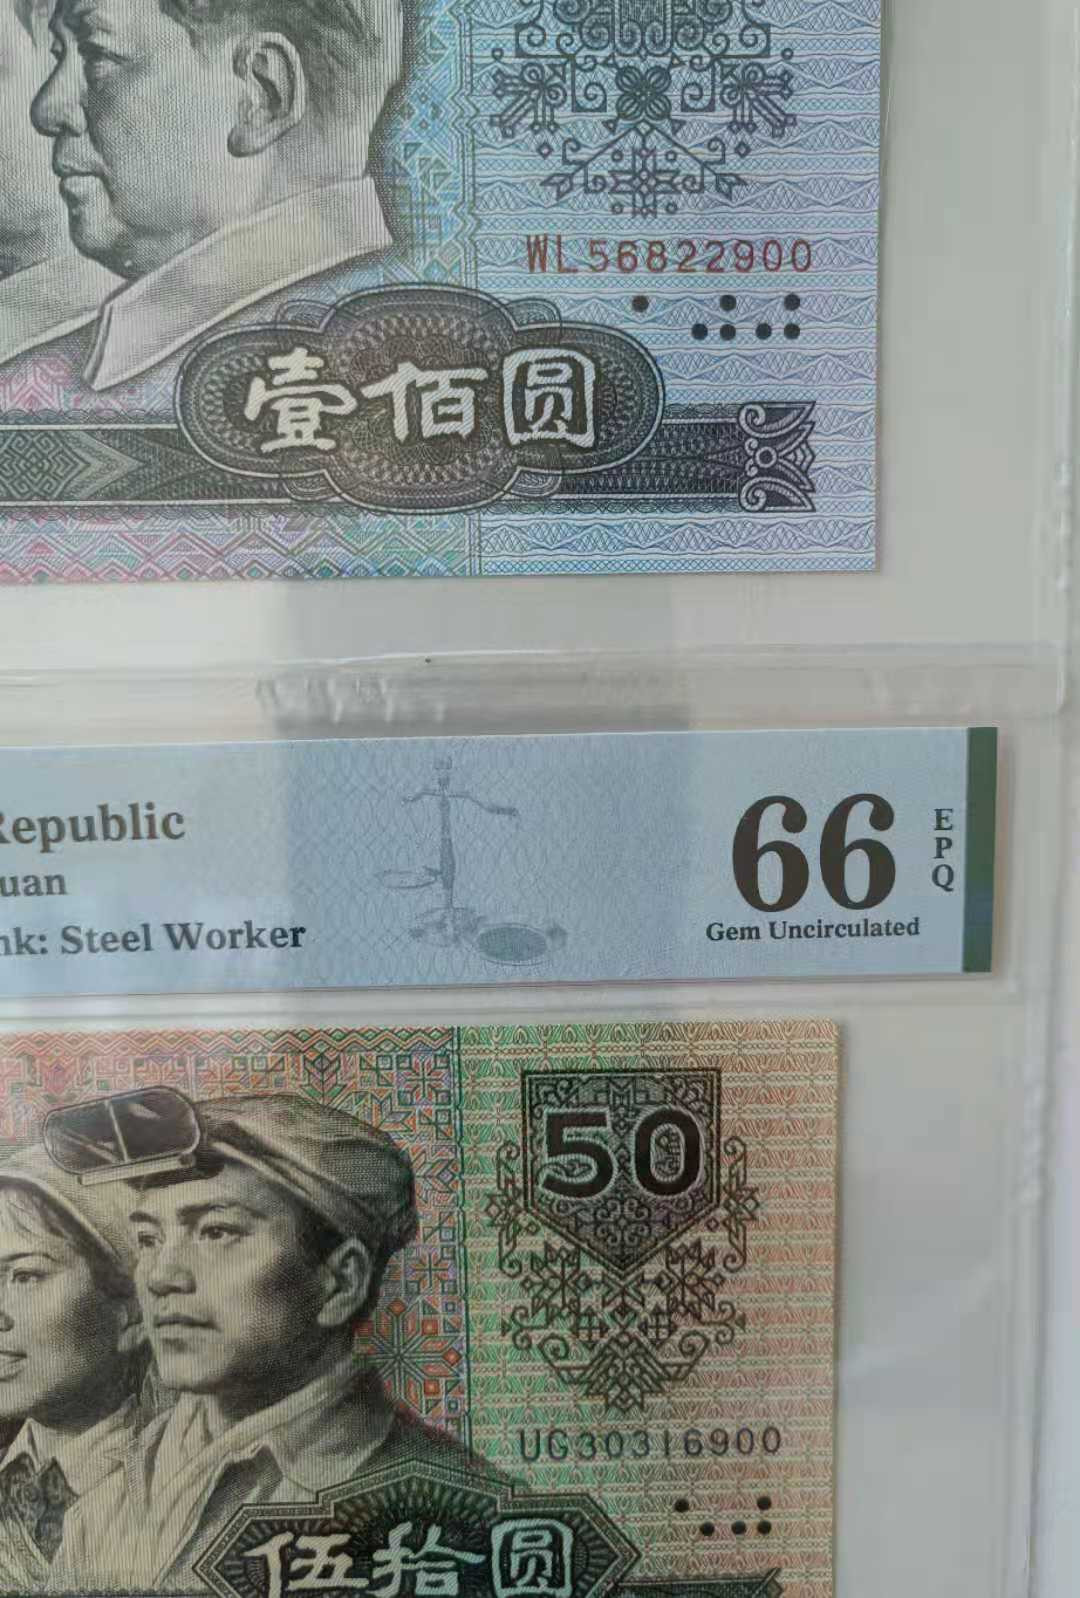 WL56822900
壹佰圆
Republic
uan
nk: Steel Worker
66
EPQ
Gem Uncirculated
50
UG30316900
伍拾圆